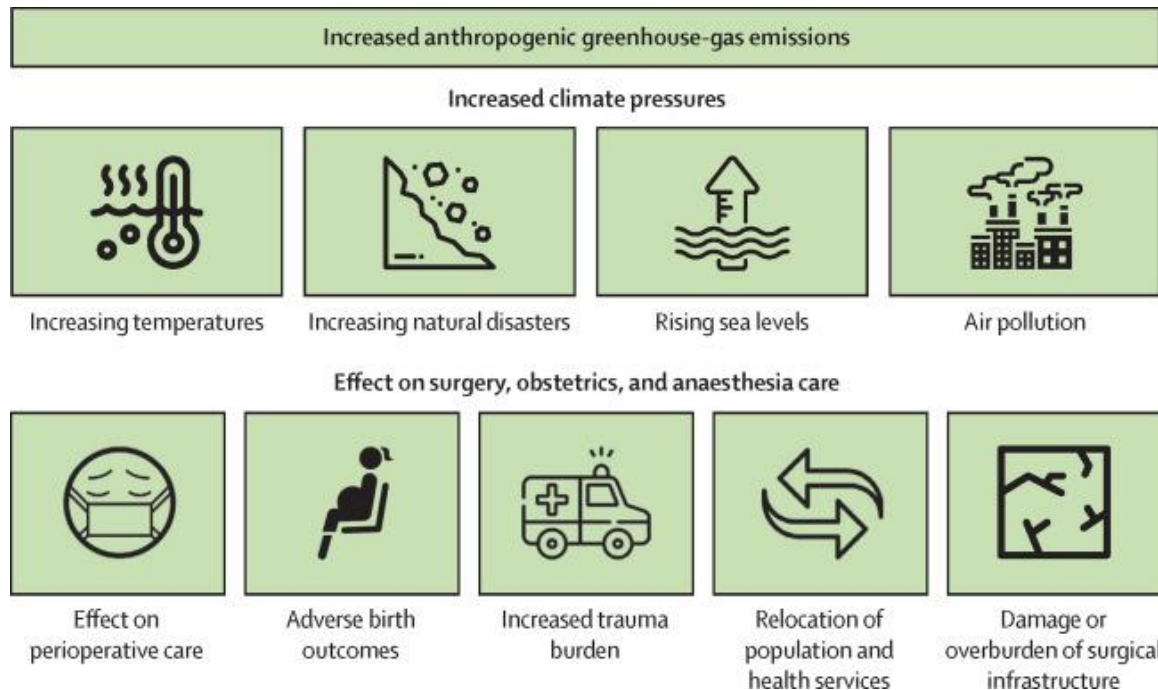 Increased anthropogenic greenhouse-gas emissions
Increased climate pressures
Increasing temperatures
Increasing natural disasters
Rising sea levels
Air pollution
Effect on surgery, obstetrics, and anaesthesia care
Effect on
perioperative care
Adverse birth
outcomes
Increased trauma
burden
Relocation of
population and
health services
Damage or
overburden of surgical
infrastructure